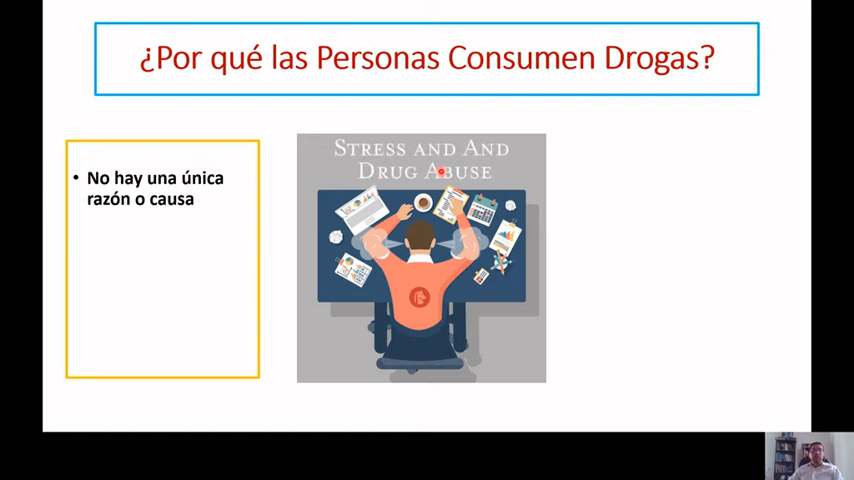 ¿Por qué las Personas Consumen Drogas?
• No hay una única
razón o causa
STRESS AND AND
DRUG ABUSE